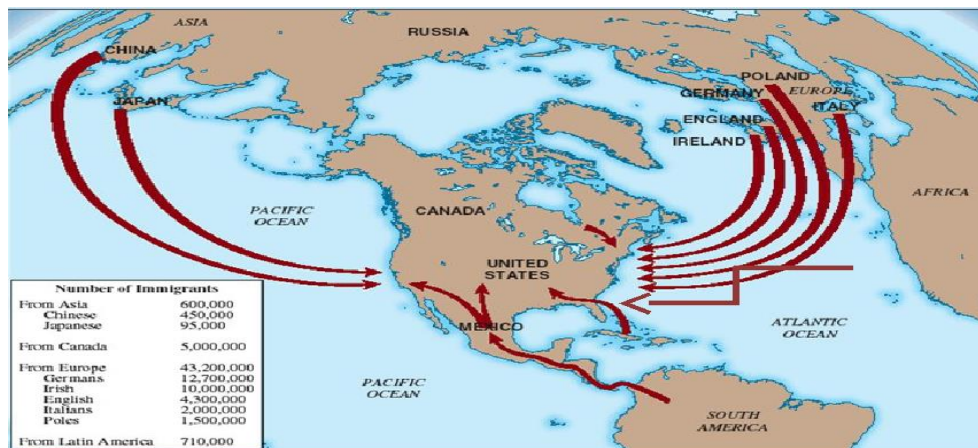 ASIA
RUSSIA
CHINA
POLAND
GERMANY
EUROPE
JAPAN
ITALY
ENGLAND
IRELAND
AFRICA
PACIFIC
OCEAN
CANADA
UNITED
STATES
MEXICO
ATLANTIC
OCEAN
PACIFIC
OCEAN
SOUTH
AMERICA
Number of Immigrants
From Asia 600,000
Chinese 450,000
Japanese 95,000
From Canada 5,000,000
From Europe 43,200,000
Germans 12,700,000
Irish 10,000,000
English 4,300,000
Italians 2,000,000
Poles 1,500,000
From Latin America 710,000